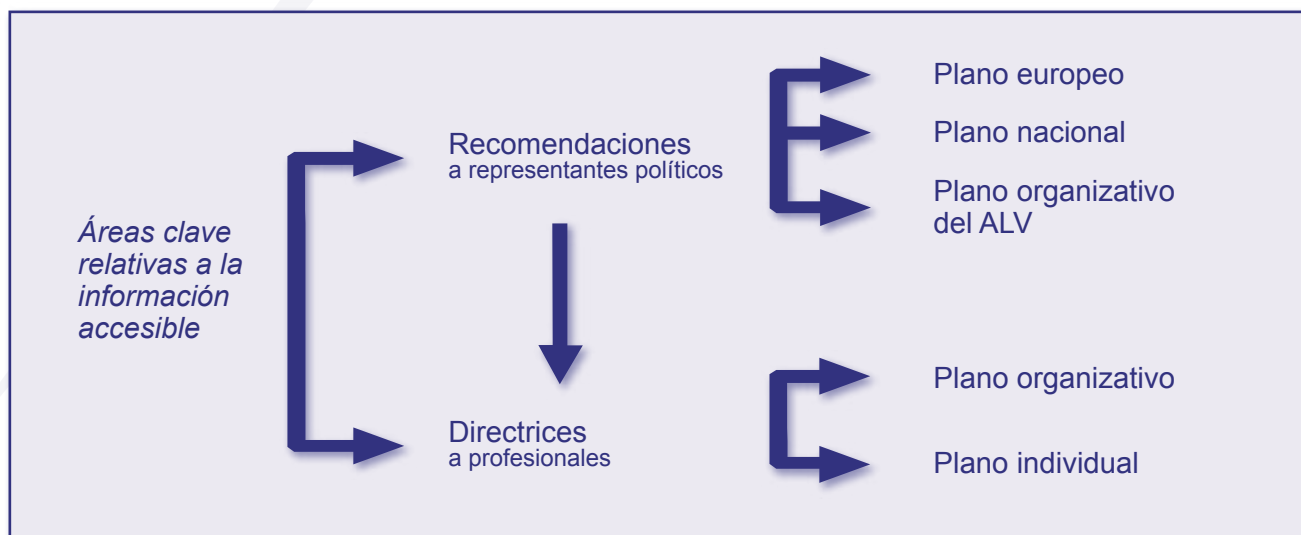 Áreas clave
relativas a la
información
accesible
Recomendaciones
a representantes políticos
Plano europeo
Plano nacional
Plano organizativo
del ALV
Directrices
a profesionales
Plano organizativo
Plano individual